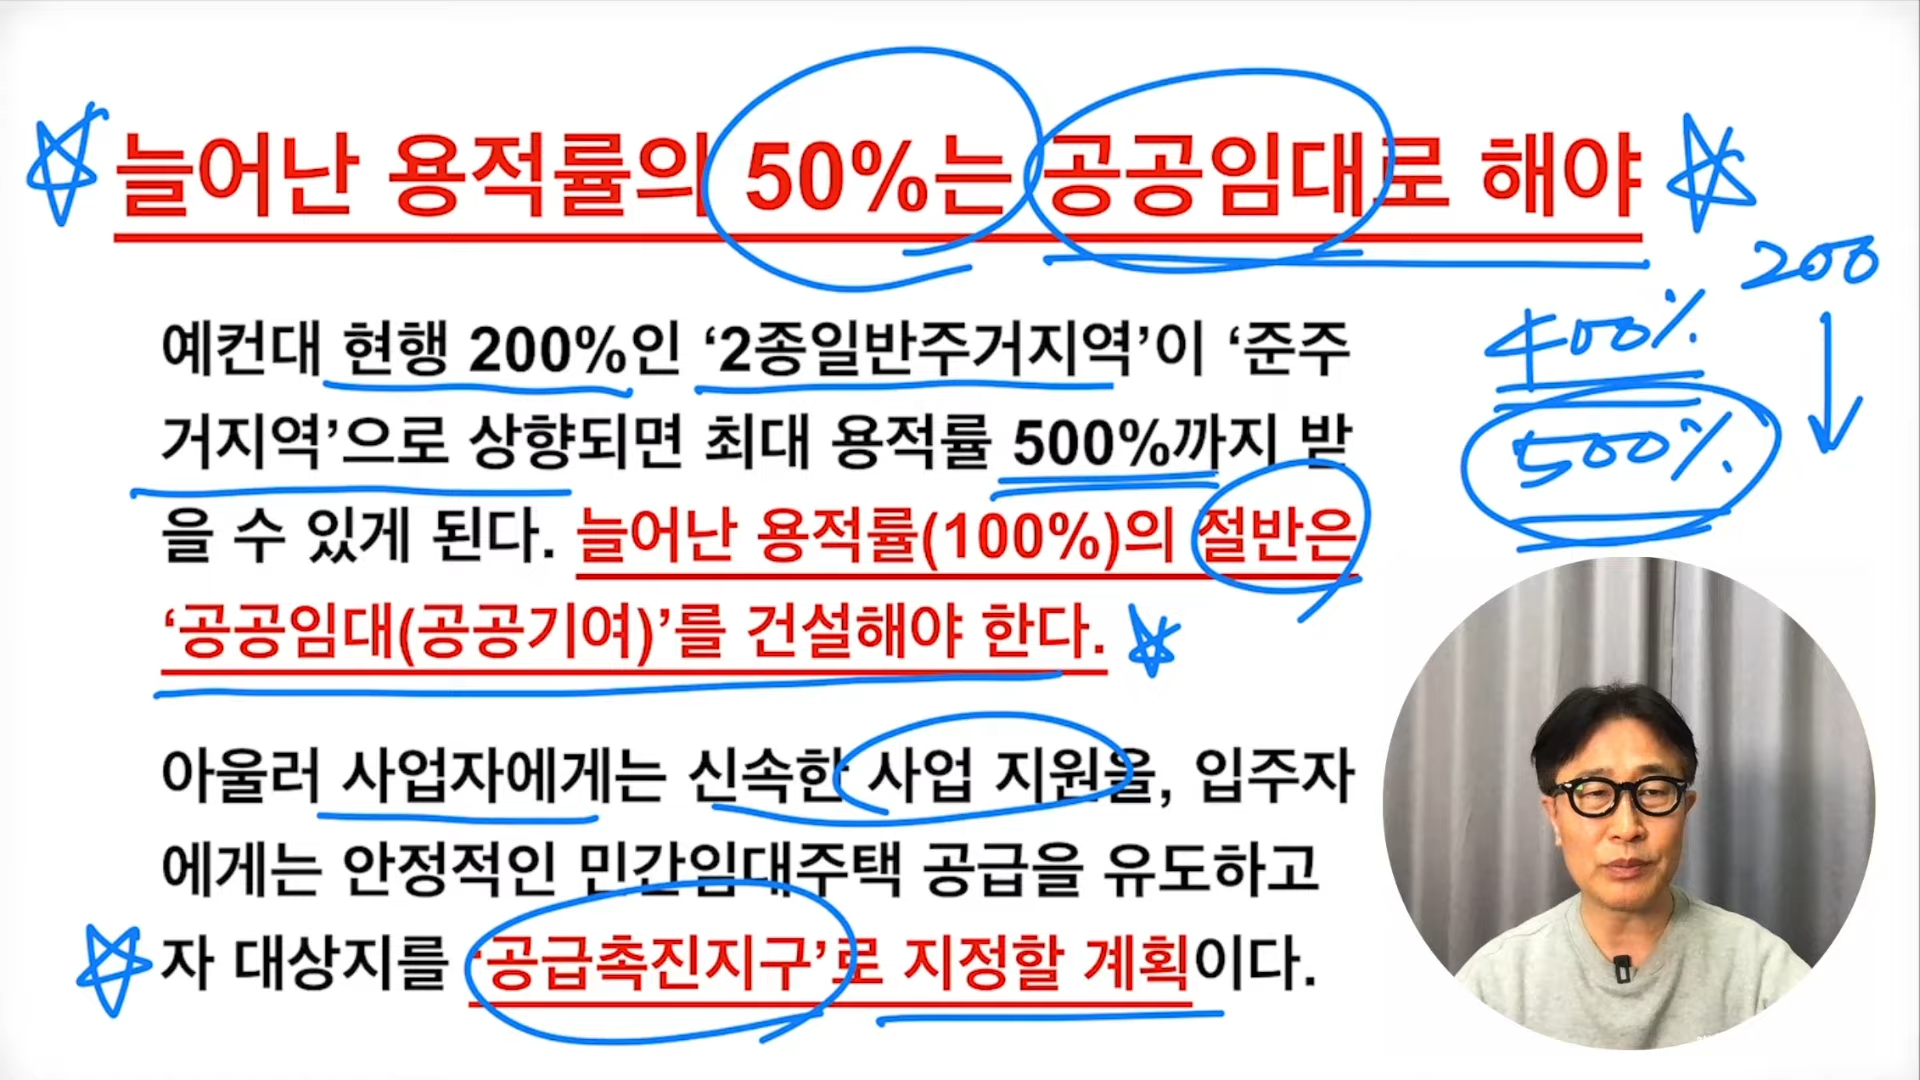 늘어난 용적률의 50%는 공공임대로 해야
200
400%
500%
예컨대 현행 200%인 ‘2종일반주거지역’이 ‘준주
거지역’으로 상향되면 최대 용적률 500%까지 받
을 수 있게 된다. 늘어난 용적률(100%)의 절반은
‘공공임대(공공기여)’를 건설해야 한다.
아울러 사업자에게는 신속한 사업 지원을, 입주자
에게는 안정적인 민간임대주택 공급을 유도하고
자 대상지를 ‘공급촉진지구’로 지정할 계획이다.